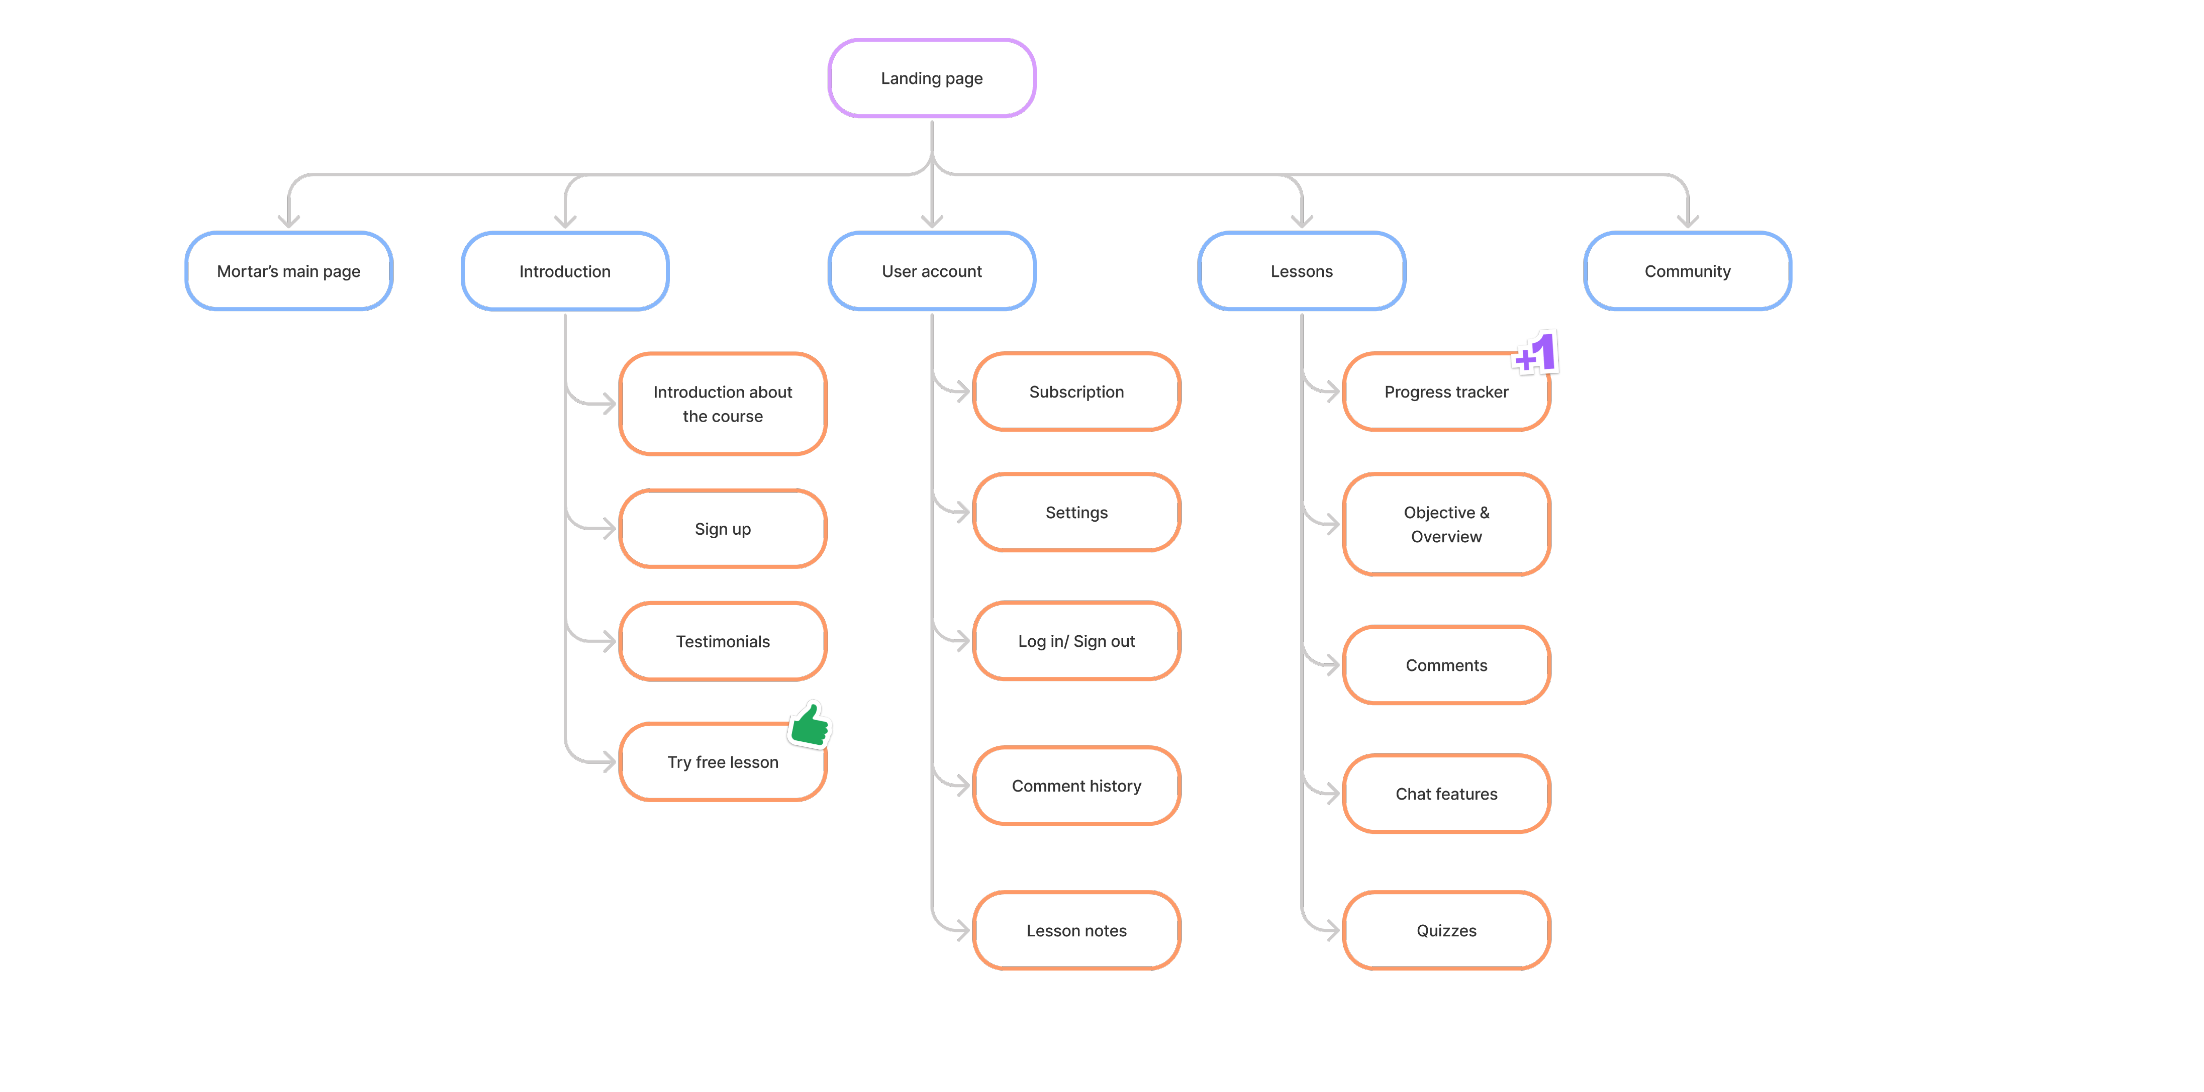 Landing page
Mortar’s main page
Introduction
User account
Lessons
Community
Introduction about
the course
Sign up
Testimonials
Try free lesson
Subscription
Settings
Log in/ Sign out
Comment history
Lesson notes
+1
Progress tracker
Objective &
Overview
Comments
Chat features
Quizzes